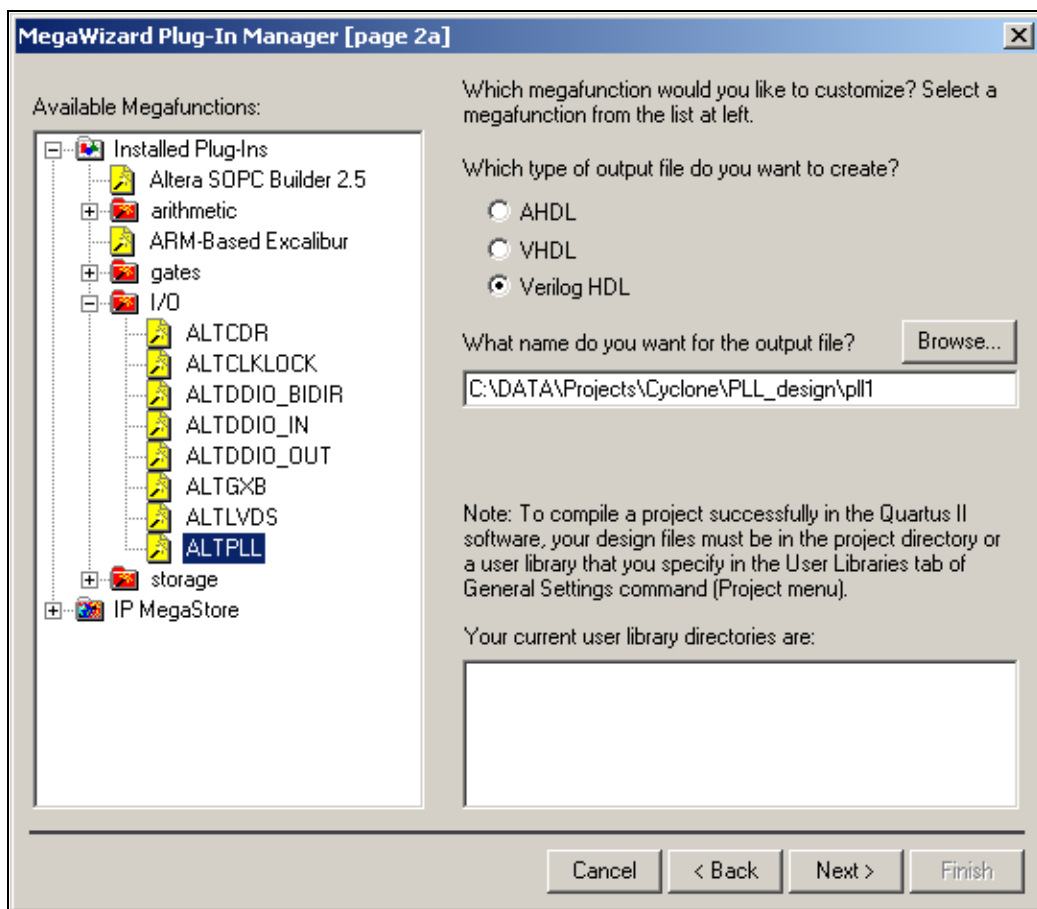 MegaWizard Plug-In Manager [page 2a]
Available Megafunctions:
Installed Plug-Ins
Altera SOPC Builder 2.5
arithmetic
ARM-Based Excalibur
gates
I/O
ALTCDR
ALTCLKLOCK
ALTDDIO_BIDIR
ALTDDIO_IN
ALTDDIO_OUT
ALTGXB
ALTLVDS
ALTPLL
storage
IP MegaStore
Which megafunction would you like to customize? Select a
megafunction from the list at left.
Which type of output file do you want to create?
AHDL
VHDL
Verilog HDL
What name do you want for the output file?
Browse...
C:\DATA\Projects\Cyclone\PLL_design\pll1
Note: To compile a project successfully in the Quartus II
software, your design files must be in the project directory or
a user library that you specify in the User Libraries tab of
General Settings command (Project menu).
Your current user library directories are:
Cancel
< Back
Next >
Finish